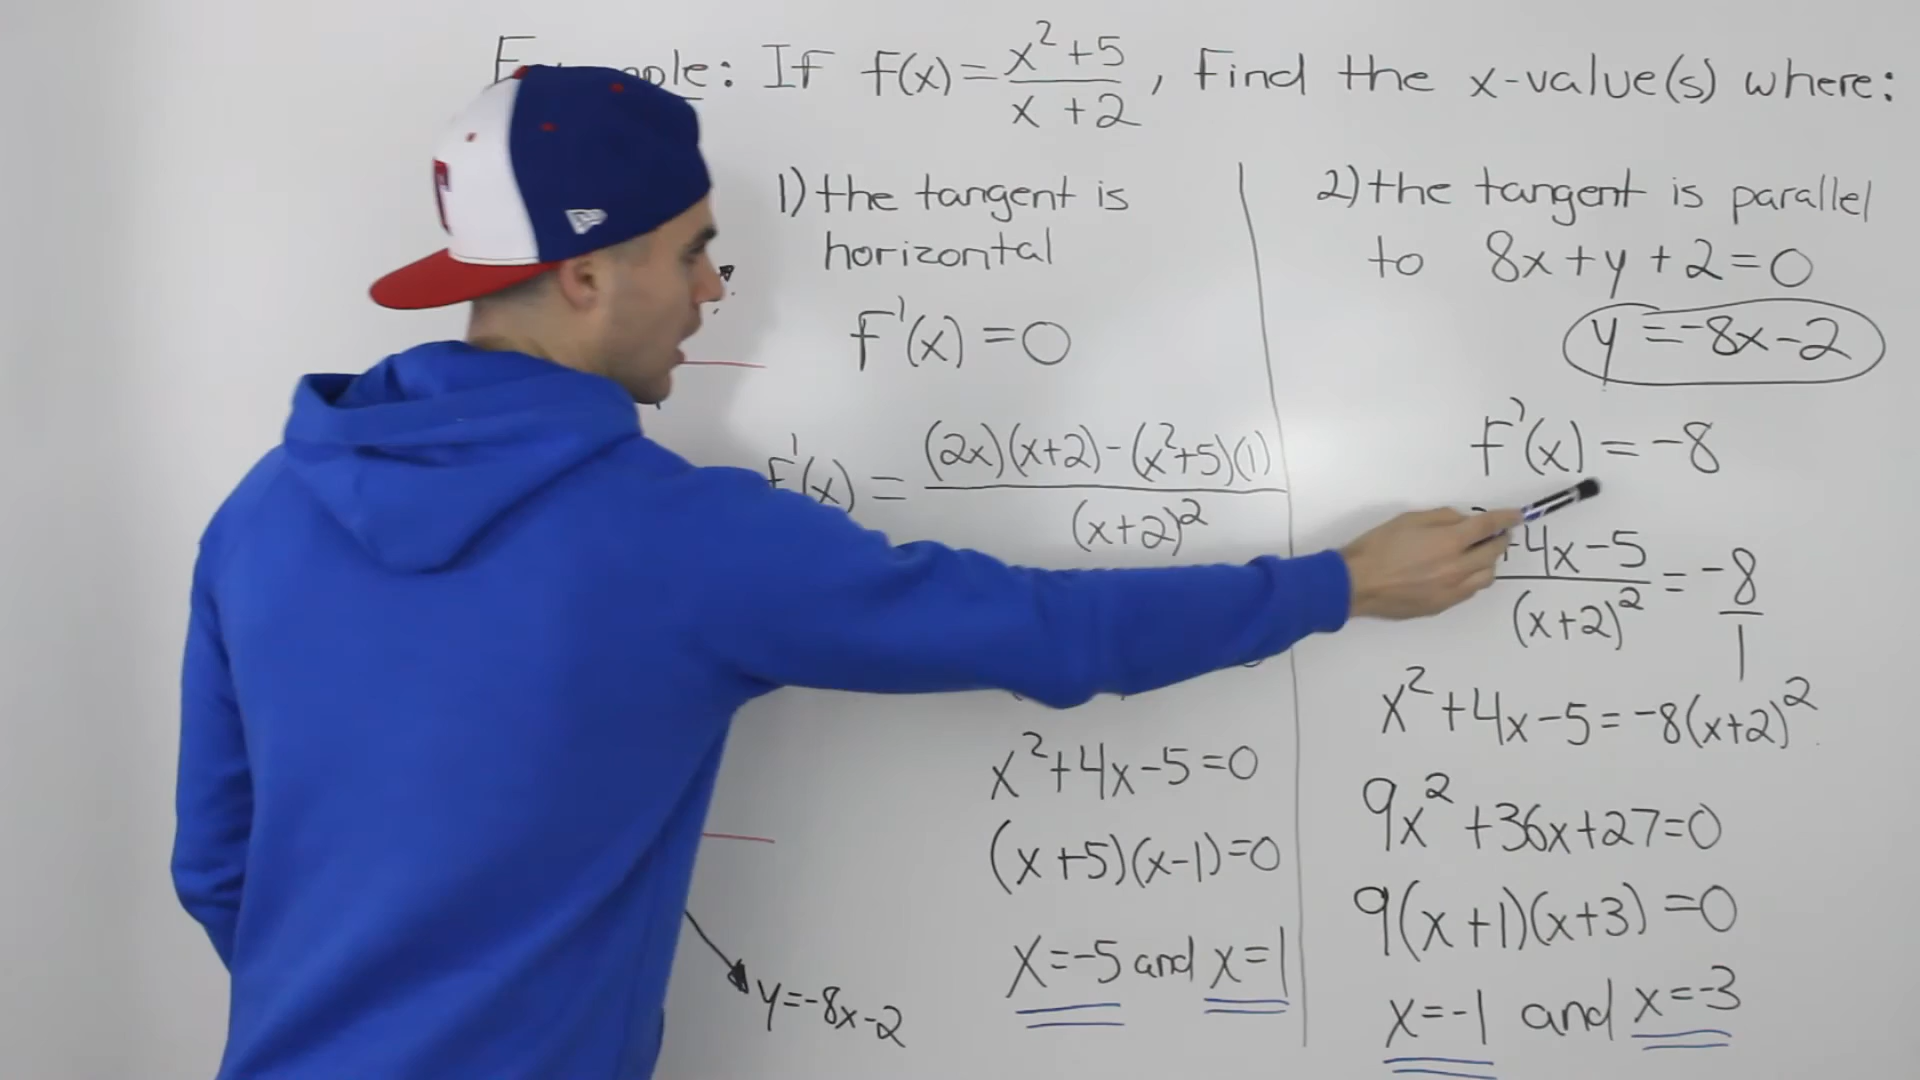 ple: If f(x) = (x²+5)/(x+2), Find the x-value(s) where:
1) the tangent is
horizontal
f'(x) = 0
f'(x) = ((2x)(x+2)-(x²+5)(1))/(x+2)²
x²+4x-5=0
(x+5)(x-1)=0
x=-5 and x=1
y=-8x-2
2) the tangent is parallel
to 8x+y+2=0
y=-8x-2
f'(x) = -8
+4x-5/(x+2)² = -8/1
x²+4x-5=-8(x+2)²
9x²+36x+27=0
9(x+1)(x+3)=0
x=-1 and x=-3